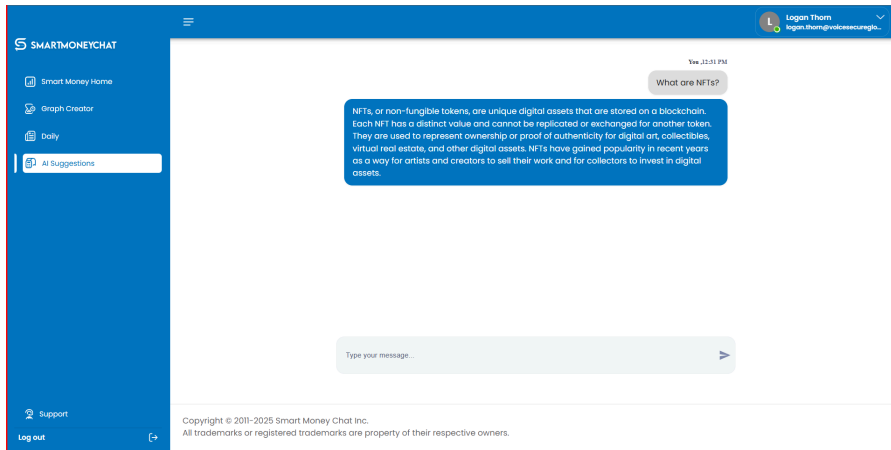 SMARTMONEYCHAT
Smart Money Home
Graph Creator
Daily
AI Suggestions
Support
Log out
L
Logan Thorn
logan.thorn@voicesecureglo...
You ,12:31 PM
What are NFTs?
NFTs, or non-fungible tokens, are unique digital assets that are stored on a blockchain.
Each NFT has a distinct value and cannot be replicated or exchanged for another token.
They are used to represent ownership or proof of authenticity for digital art, collectibles,
virtual real estate, and other digital assets. NFTs have gained popularity in recent years
as a way for artists and creators to sell their work and for collectors to invest in digital
assets.
Type your message...
Copyright © 2011-2025 Smart Money Chat Inc.
All trademarks or registered trademarks are property of their respective owners.